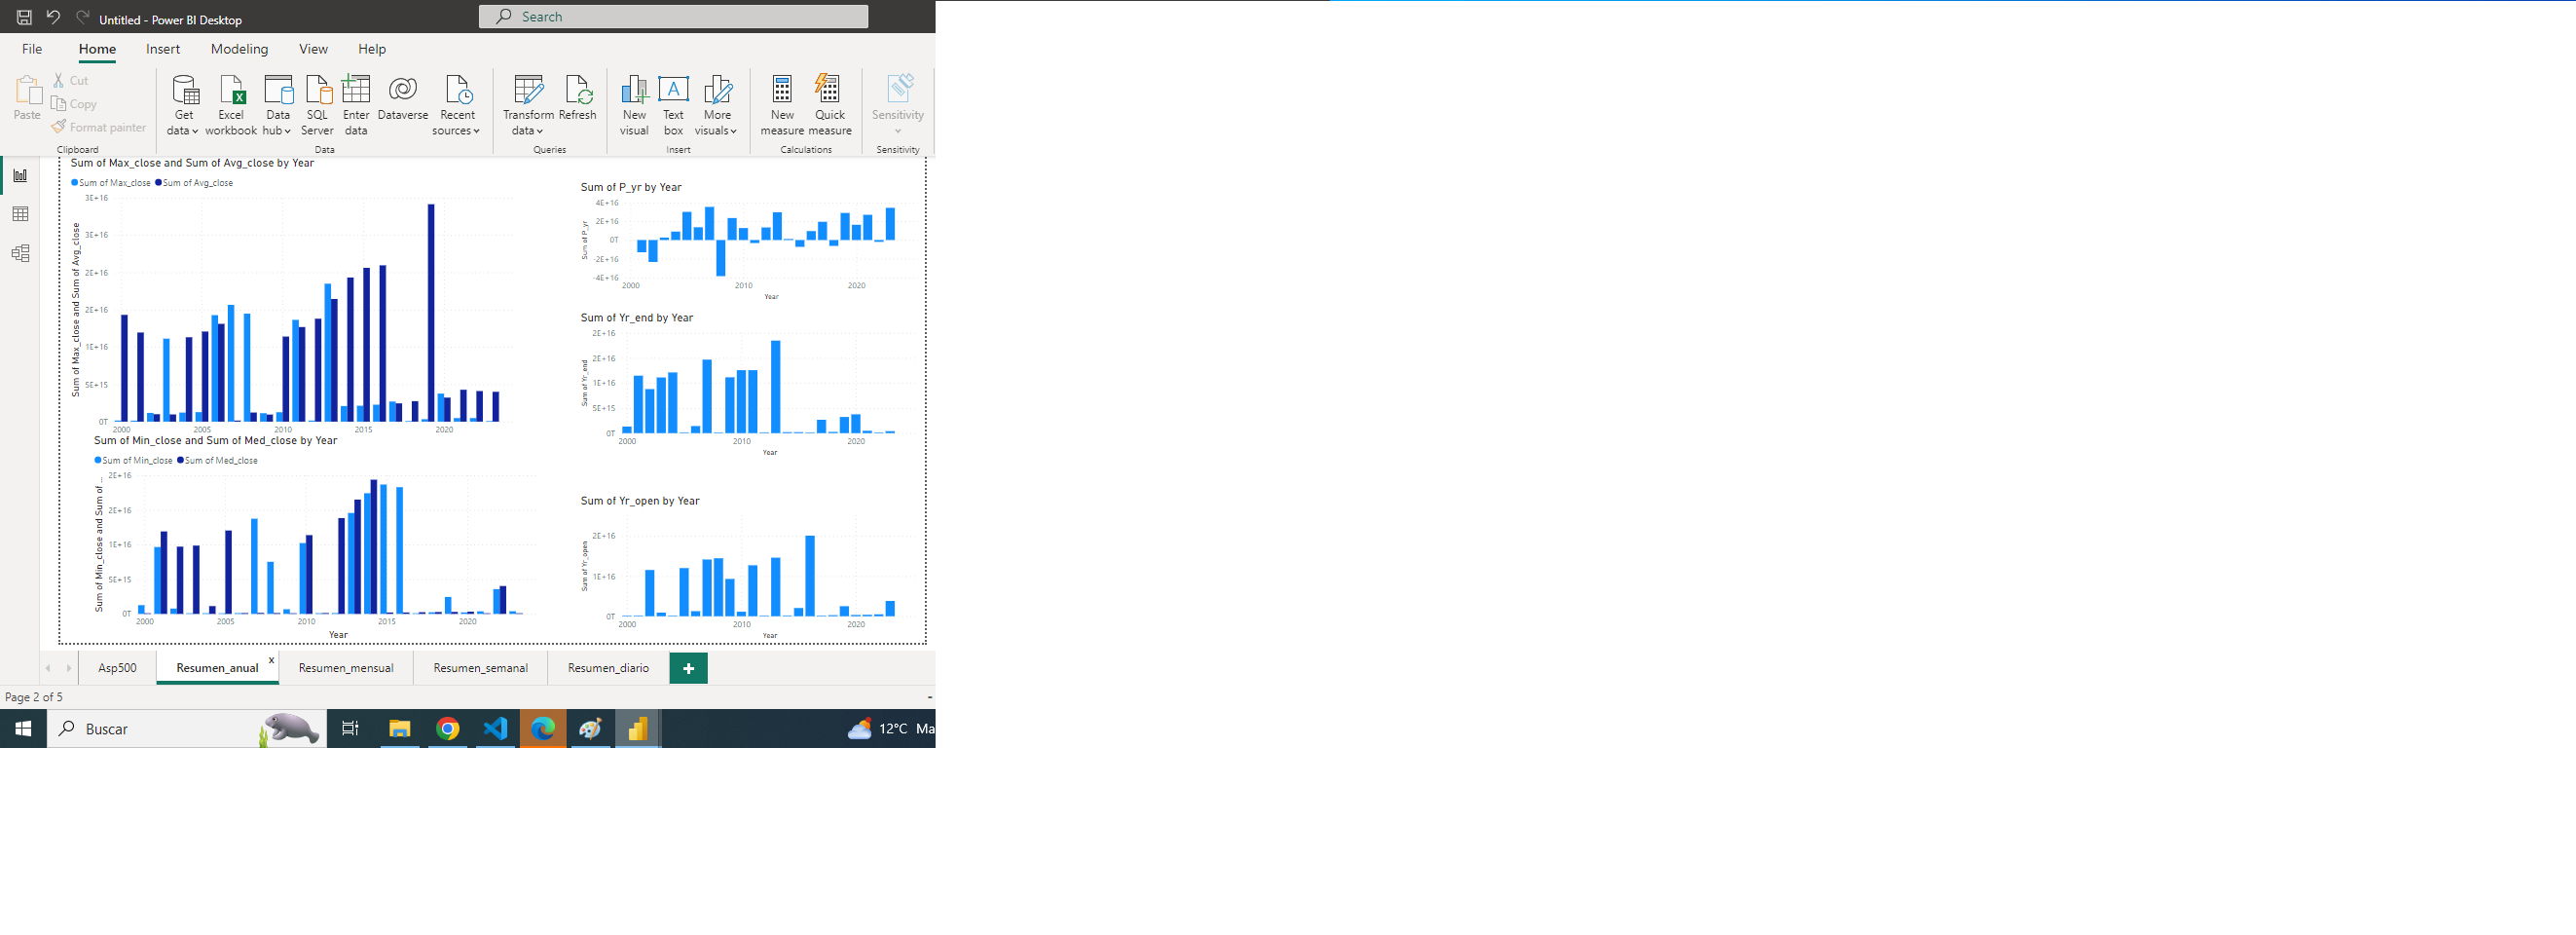 Untitled - Power BI Desktop
Search
File Home Insert Modeling View Help
Paste
Cut
Copy
Format painter
Clipboard
Get data
Excel workbook
Data hub
SQL Server
Enter data
Dataverse
Recent sources
Data
Transform data
Refresh
Queries
New visual
Text box
More visuals
Insert
New measure
Quick measure
Calculations
Sensitivity
Sensitivity
Sum of Max_close and Sum of Avg_close by Year
Sum of Max_close Sum of Avg_close
Sum of Max_close and Sum of Avg_close
3E+16
3E+16
2E+16
2E+16
1E+16
5E+15
0T
2000 2005 2010 2015 2020
Sum of Min_close and Sum of Med_close by Year
Sum of Min_close Sum of Med_close
Sum of Min_close and Sum of ...
2E+16
2E+16
1E+16
5E+15
0T
2000 2005 2010 2015 2020
Year
Sum of P_yr by Year
Sum of P_yr
4E+16
2E+16
0T
-2E+16
-4E+16
2000 2010 2020
Year
Sum of Yr_end by Year
Sum of Yr_end
2E+16
2E+16
1E+16
5E+15
0T
2000 2010 2020
Year
Sum of Yr_open by Year
Sum of Yr_open
2E+16
1E+16
0T
2000 2010 2020
Year
Asp500 Resumen_anual x Resumen_mensual Resumen_semanal Resumen_diario +
Page 2 of 5
-
Buscar
12°C Ma